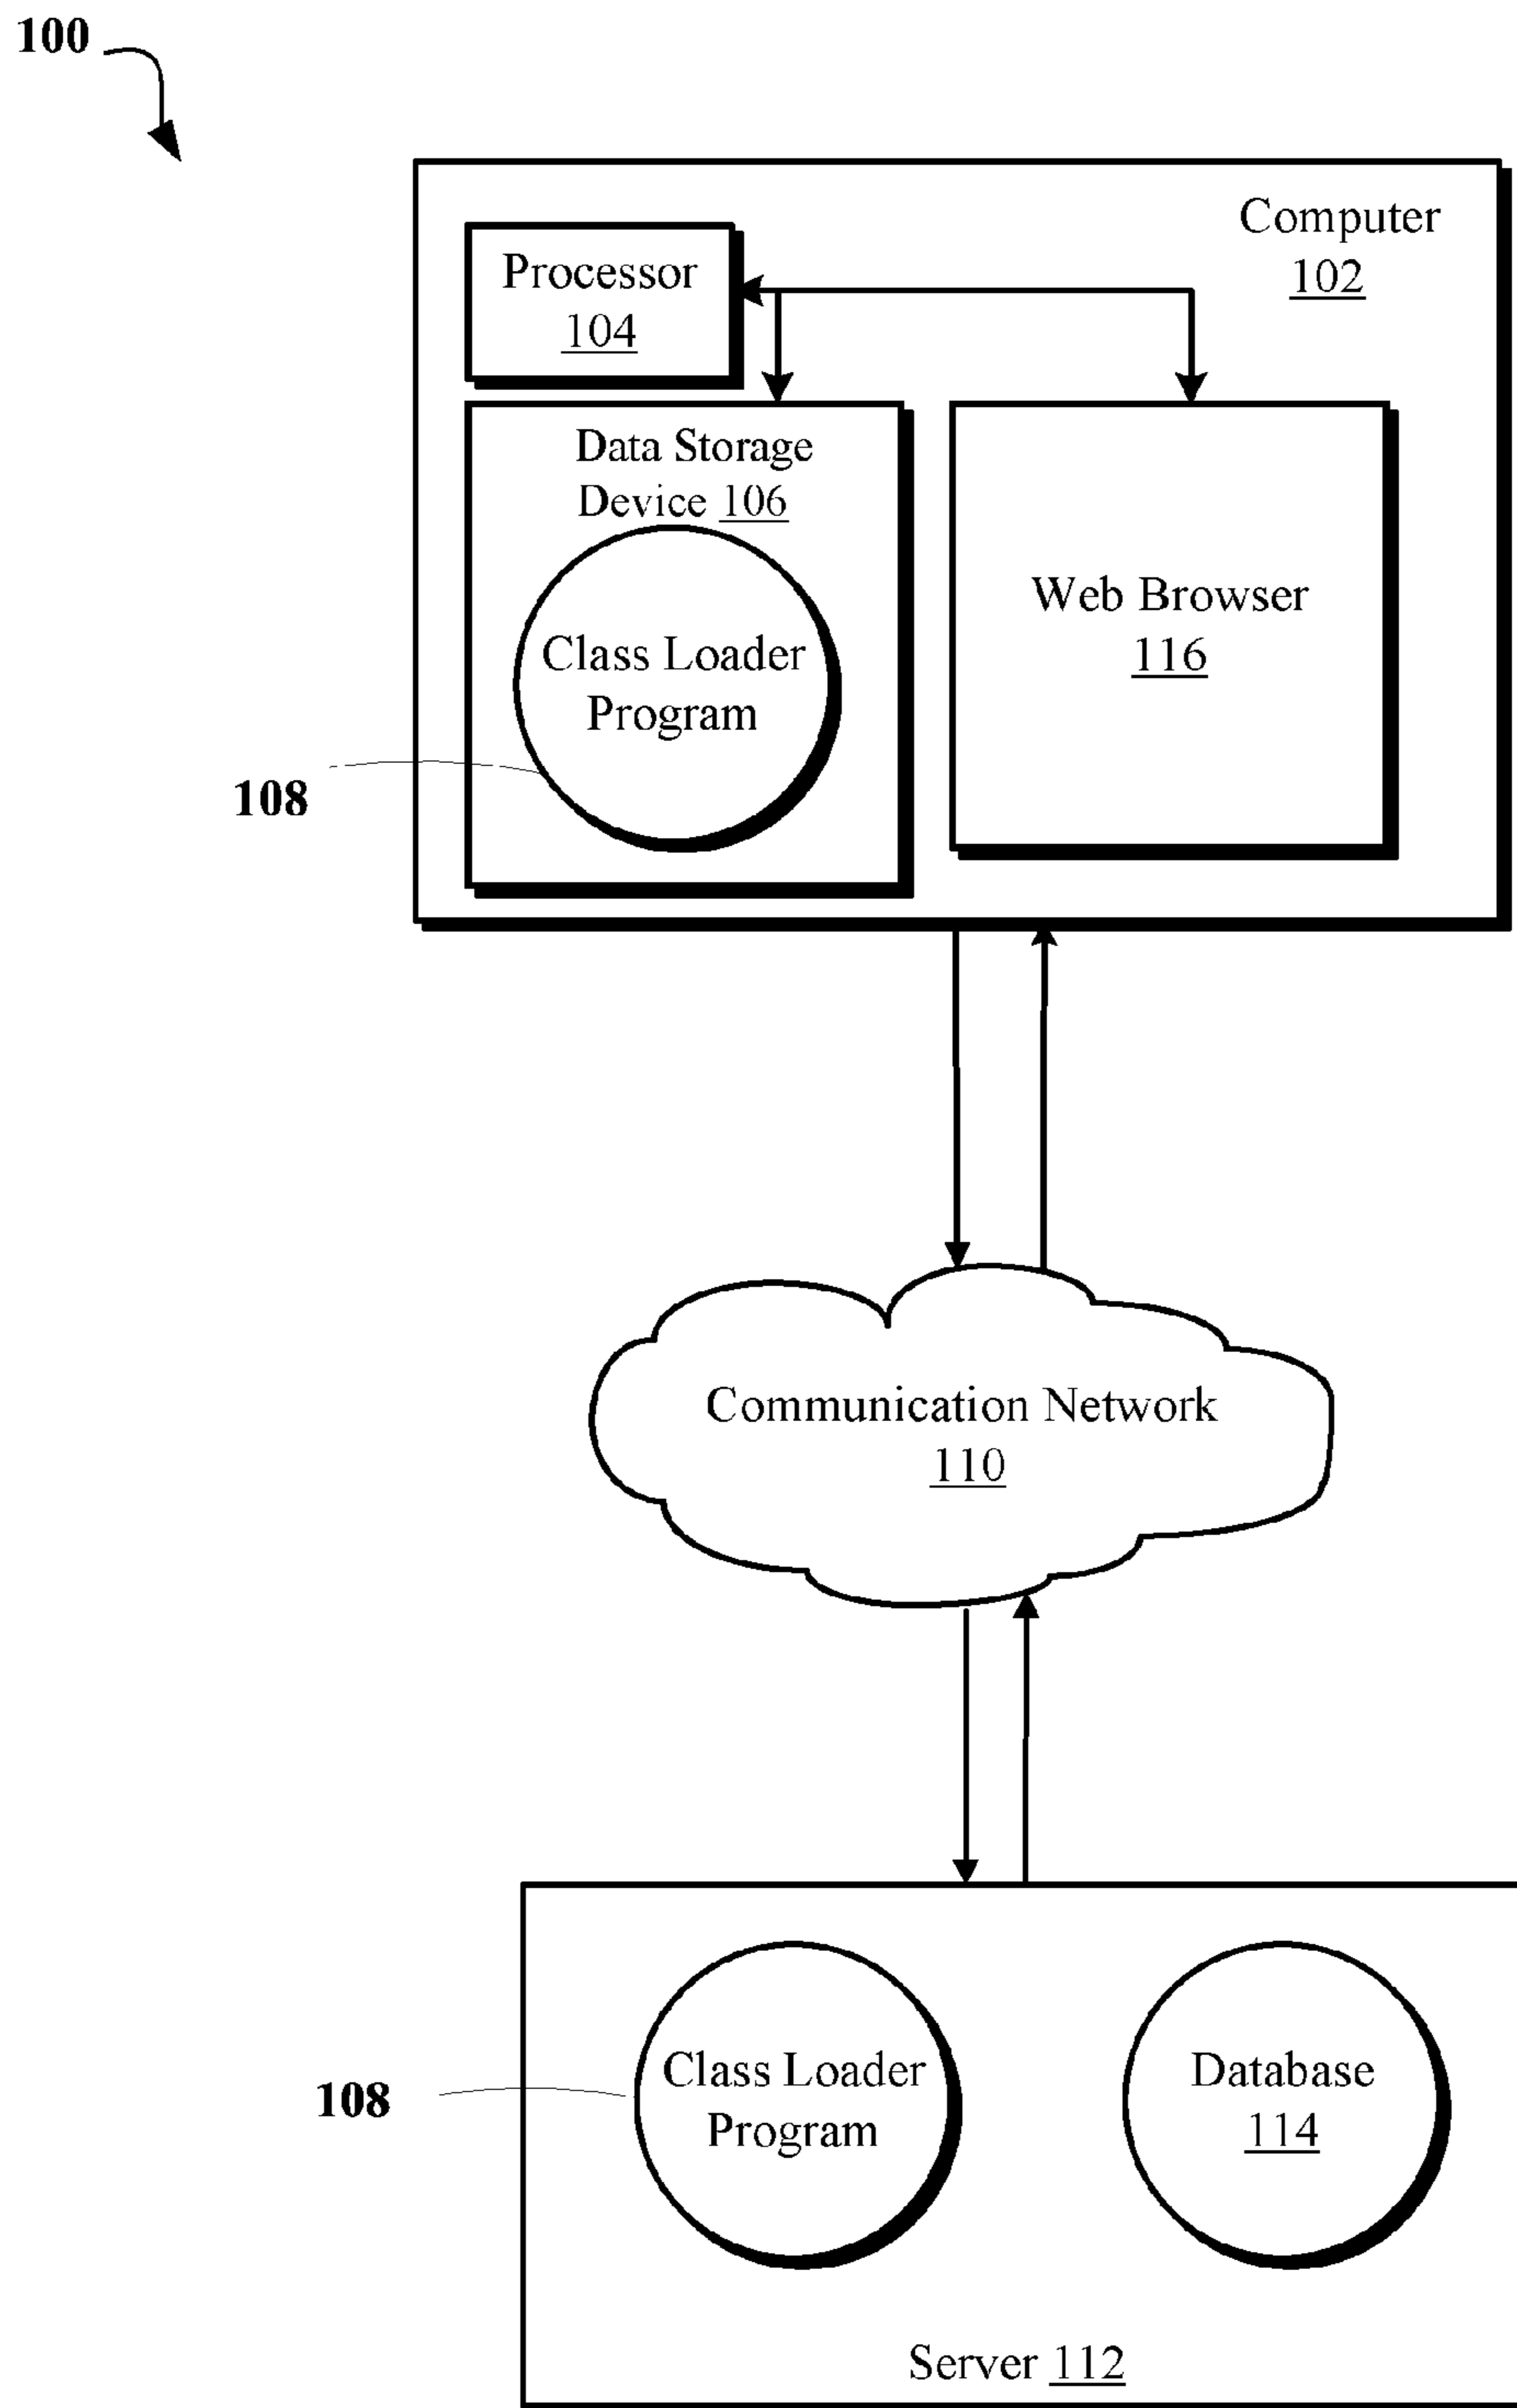 100
Computer
102
Processor
104
Data Storage
Device 106
Class Loader
Program
108
Web Browser
116
Communication Network
110
Class Loader
Program
108
Database
114
Server 112